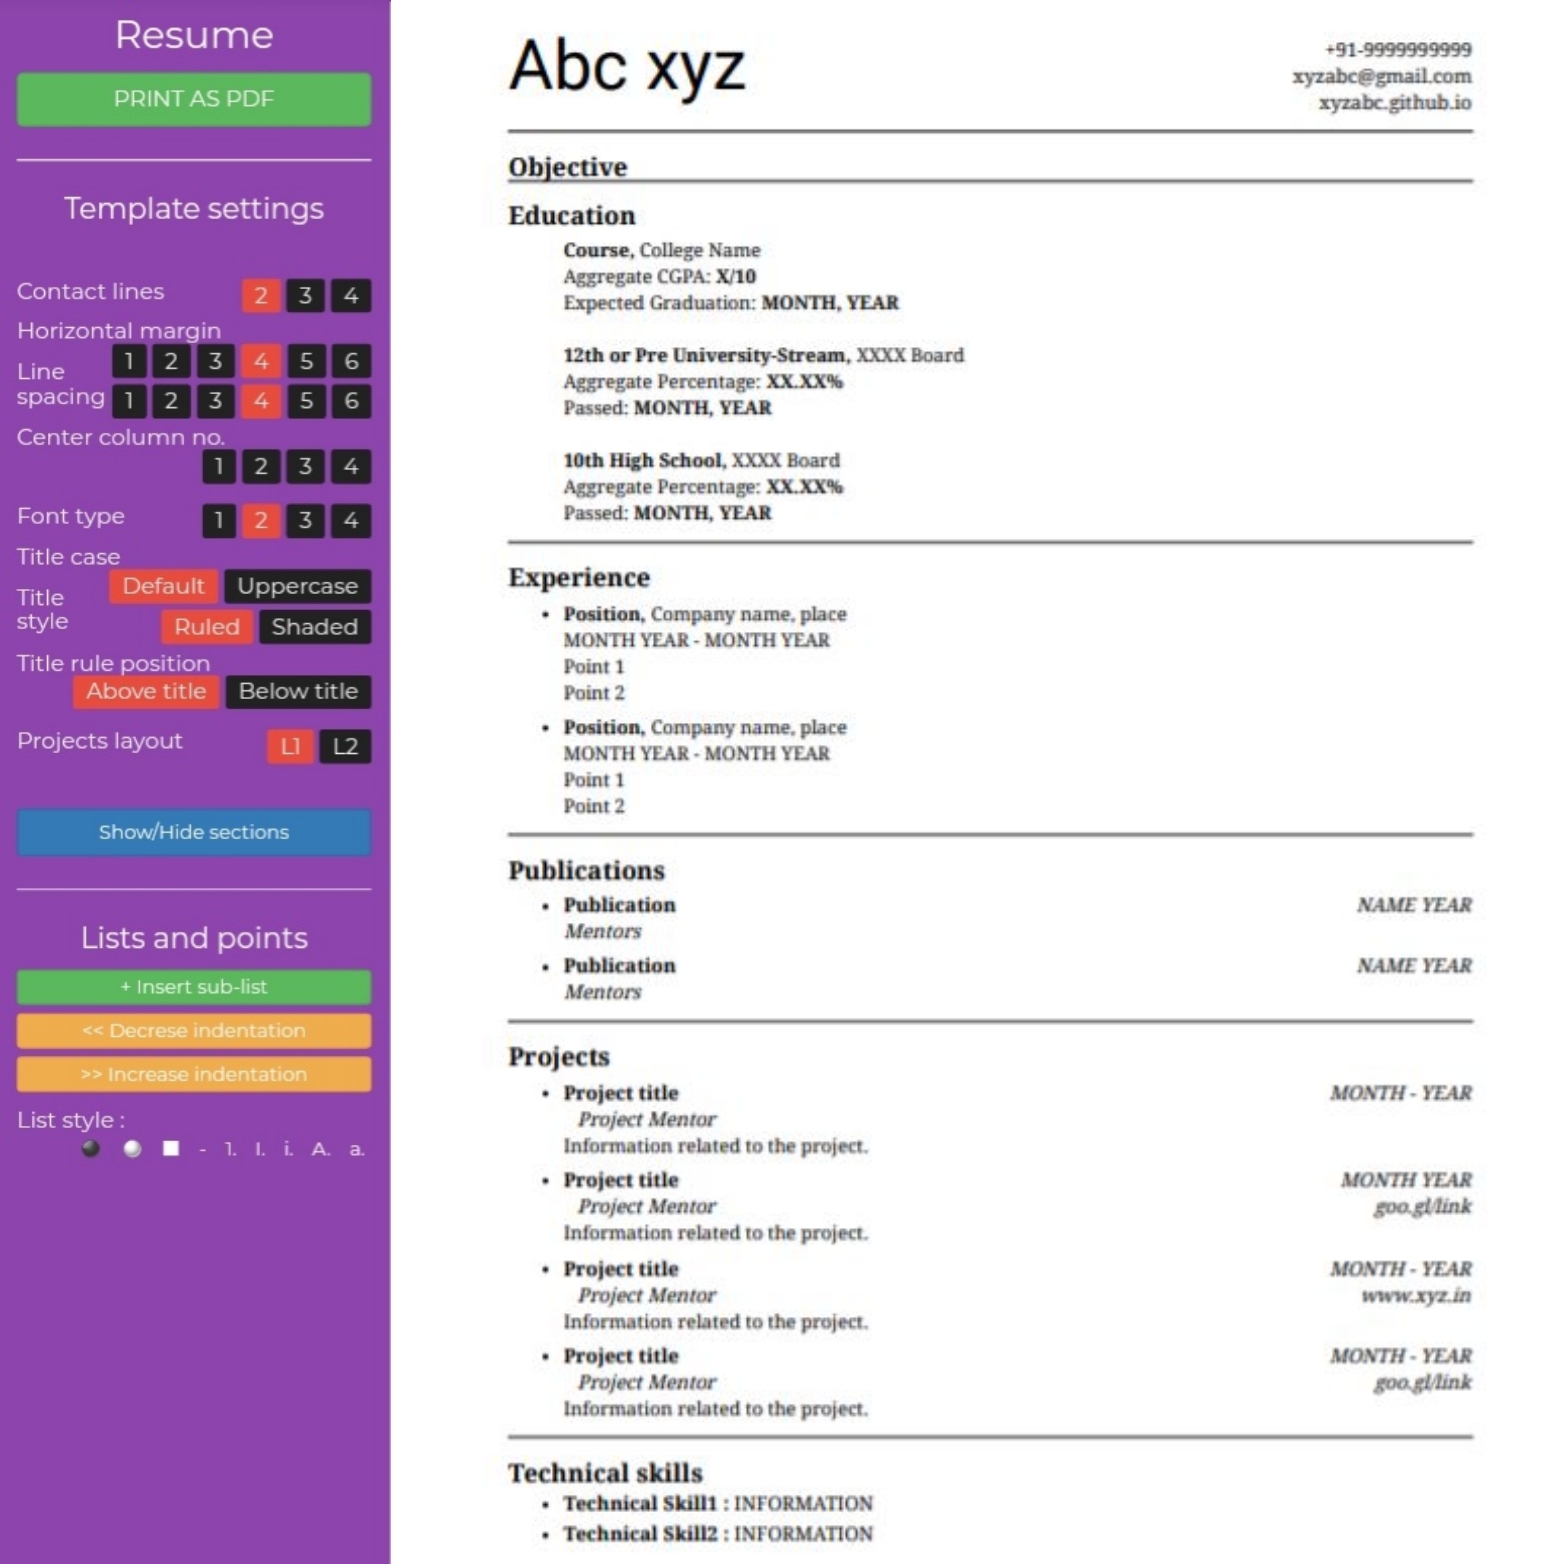 Resume
PRINT AS PDF
Template settings
Contact lines 2 3 4
Horizontal margin
1 2 3 4 5 6
Line spacing
1 2 3 4 5 6
Center column no.
1 2 3 4
Font type 1 2 3 4
Title case
Default Uppercase
Title style
Ruled Shaded
Title rule position
Above title Below title
Projects layout L1 L2
Show/Hide sections
Lists and points
+ Insert sub-list
<< Decrese indentation
>> Increase indentation
List style :
- 1. I. i. A. a.
Abc xyz
+91-9999999999
xyzabc@gmail.com
xyzabc.github.io
Objective
Education
Course, College Name
Aggregate CGPA: X/10
Expected Graduation: MONTH, YEAR
12th or Pre University-Stream, XXXX Board
Aggregate Percentage: XX.XX%
Passed: MONTH, YEAR
10th High School, XXXX Board
Aggregate Percentage: XX.XX%
Passed: MONTH, YEAR
Experience
• Position, Company name, place
MONTH YEAR - MONTH YEAR
Point 1
Point 2
• Position, Company name, place
MONTH YEAR - MONTH YEAR
Point 1
Point 2
Publications
• Publication NAME YEAR
Mentors
• Publication NAME YEAR
Mentors
Projects
• Project title MONTH - YEAR
Project Mentor
Information related to the project.
• Project title MONTH YEAR
Project Mentor goo.gl/link
Information related to the project.
• Project title MONTH - YEAR
Project Mentor www.xyz.in
Information related to the project.
• Project title MONTH - YEAR
Project Mentor goo.gl/link
Information related to the project.
Technical skills
• Technical Skill1 : INFORMATION
• Technical Skill2 : INFORMATION